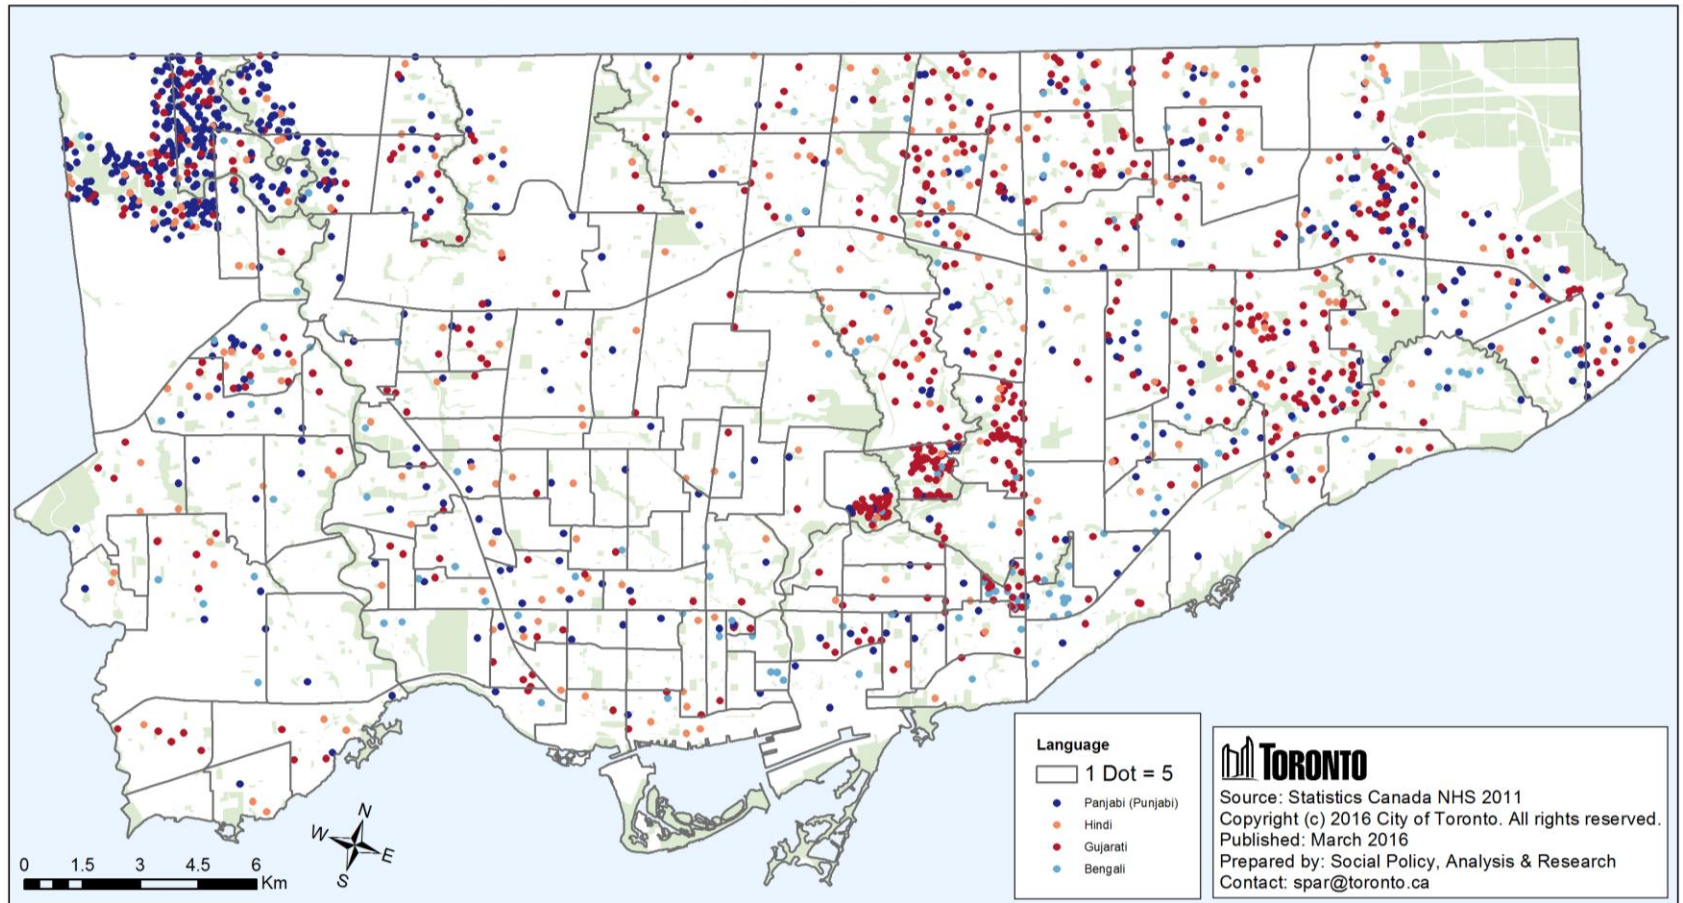 Language
1 Dot = 5
Panjabi (Punjabi)
Hindi
Gujarati
Bengali
TORONTO
Source: Statistics Canada NHS 2011
Copyright (c) 2016 City of Toronto. All rights reserved.
Published: March 2016
Prepared by: Social Policy, Analysis & Research
Contact: spar@toronto.ca
N
W
E
S
0 1.5 3 4.5 6
Km